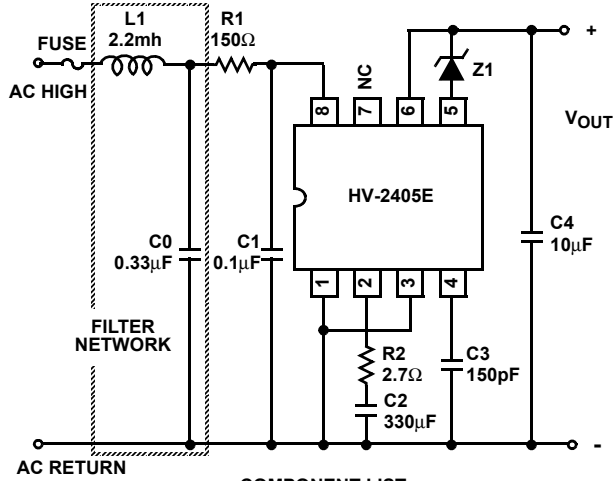 L1
2.2mh
R1
150Ω
FUSE
AC HIGH
+
Z1
NC
8
7
6
5
VOUT
HV-2405E
C0
0.33µF
C1
0.1µF
C4
10µF
1
2
3
4
FILTER
NETWORK
R2
2.7Ω
C2
330µF
C3
150pF
-
AC RETURN